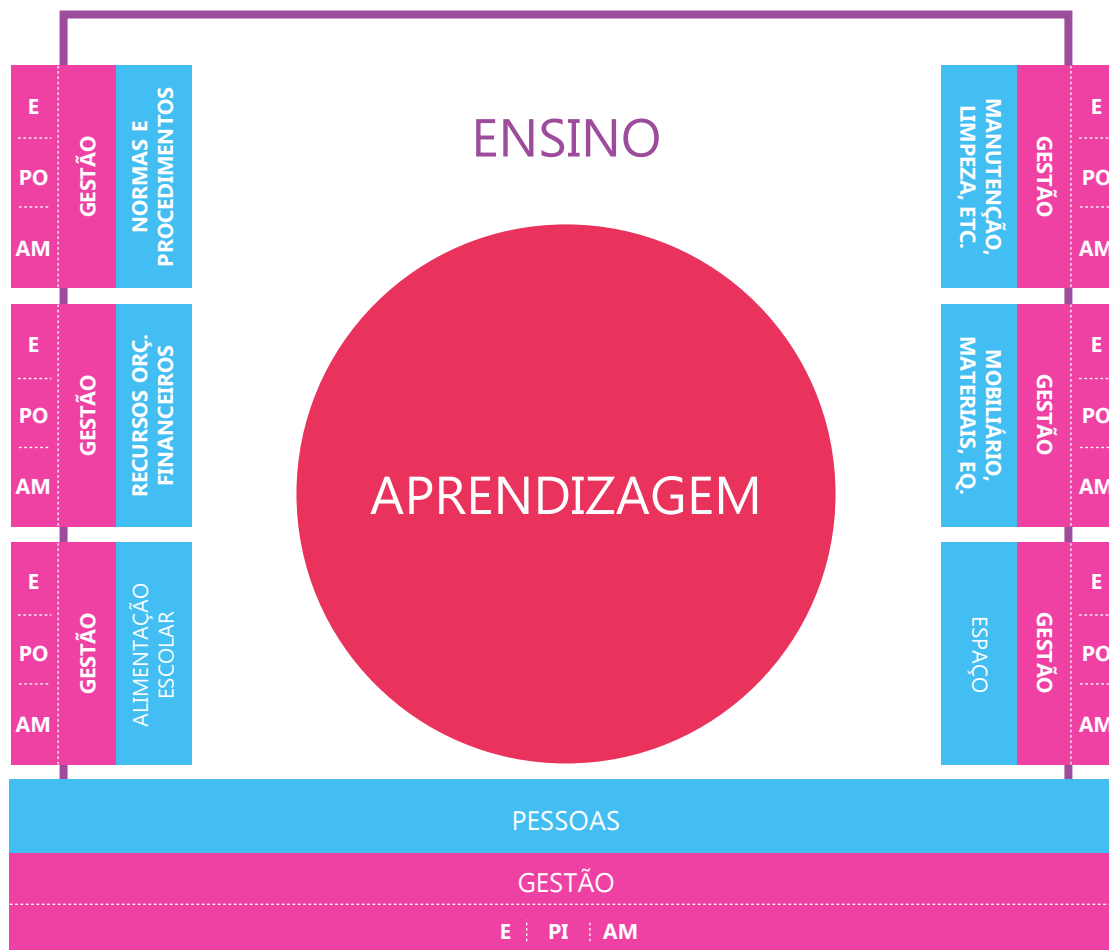 E
PO
AM
GESTÃO
NORMAS E
PROCEDIMENTOS
E
PO
AM
GESTÃO
RECURSOS ORÇ.
FINANCEIROS
E
PO
AM
GESTÃO
ALIMENTAÇÃO
ESCOLAR
ENSINO
APRENDIZAGEM
MANUTENÇÃO,
LIMPEZA, ETC.
GESTÃO
E
PO
AM
MOBILIÁRIO,
MATERIAIS, EQ.
GESTÃO
E
PO
AM
ESPAÇO
GESTÃO
E
PO
AM
PESSOAS
GESTÃO
E PI AM